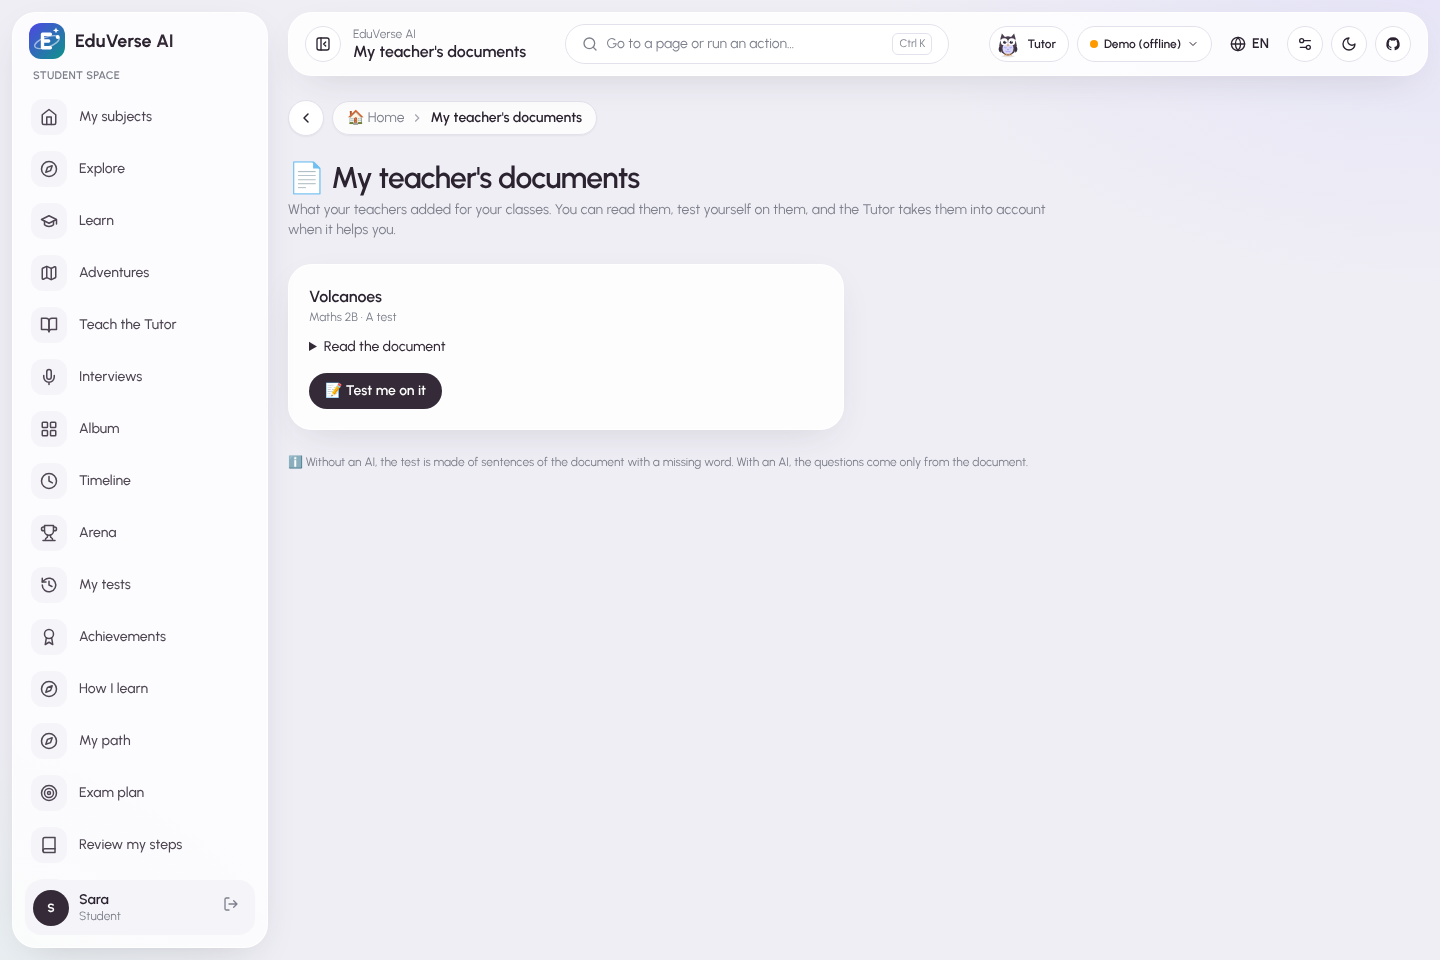 EduVerse AI
STUDENT SPACE
My subjects
Explore
Learn
Adventures
Teach the Tutor
Interviews
Album
Timeline
Arena
My tests
Achievements
How I learn
My path
Exam plan
Review my steps
S
Sara
Student
EduVerse AI
My teacher's documents
Go to a page or run an action...
Ctrl K
Tutor
Demo (offline)
EN
Home
My teacher's documents
My teacher's documents
What your teachers added for your classes. You can read them, test yourself on them, and the Tutor takes them into account
when it helps you.
Volcanoes
Maths 2B · A test
Read the document
Test me on it
Without an AI, the test is made of sentences of the document with a missing word. With an AI, the questions come only from the document.